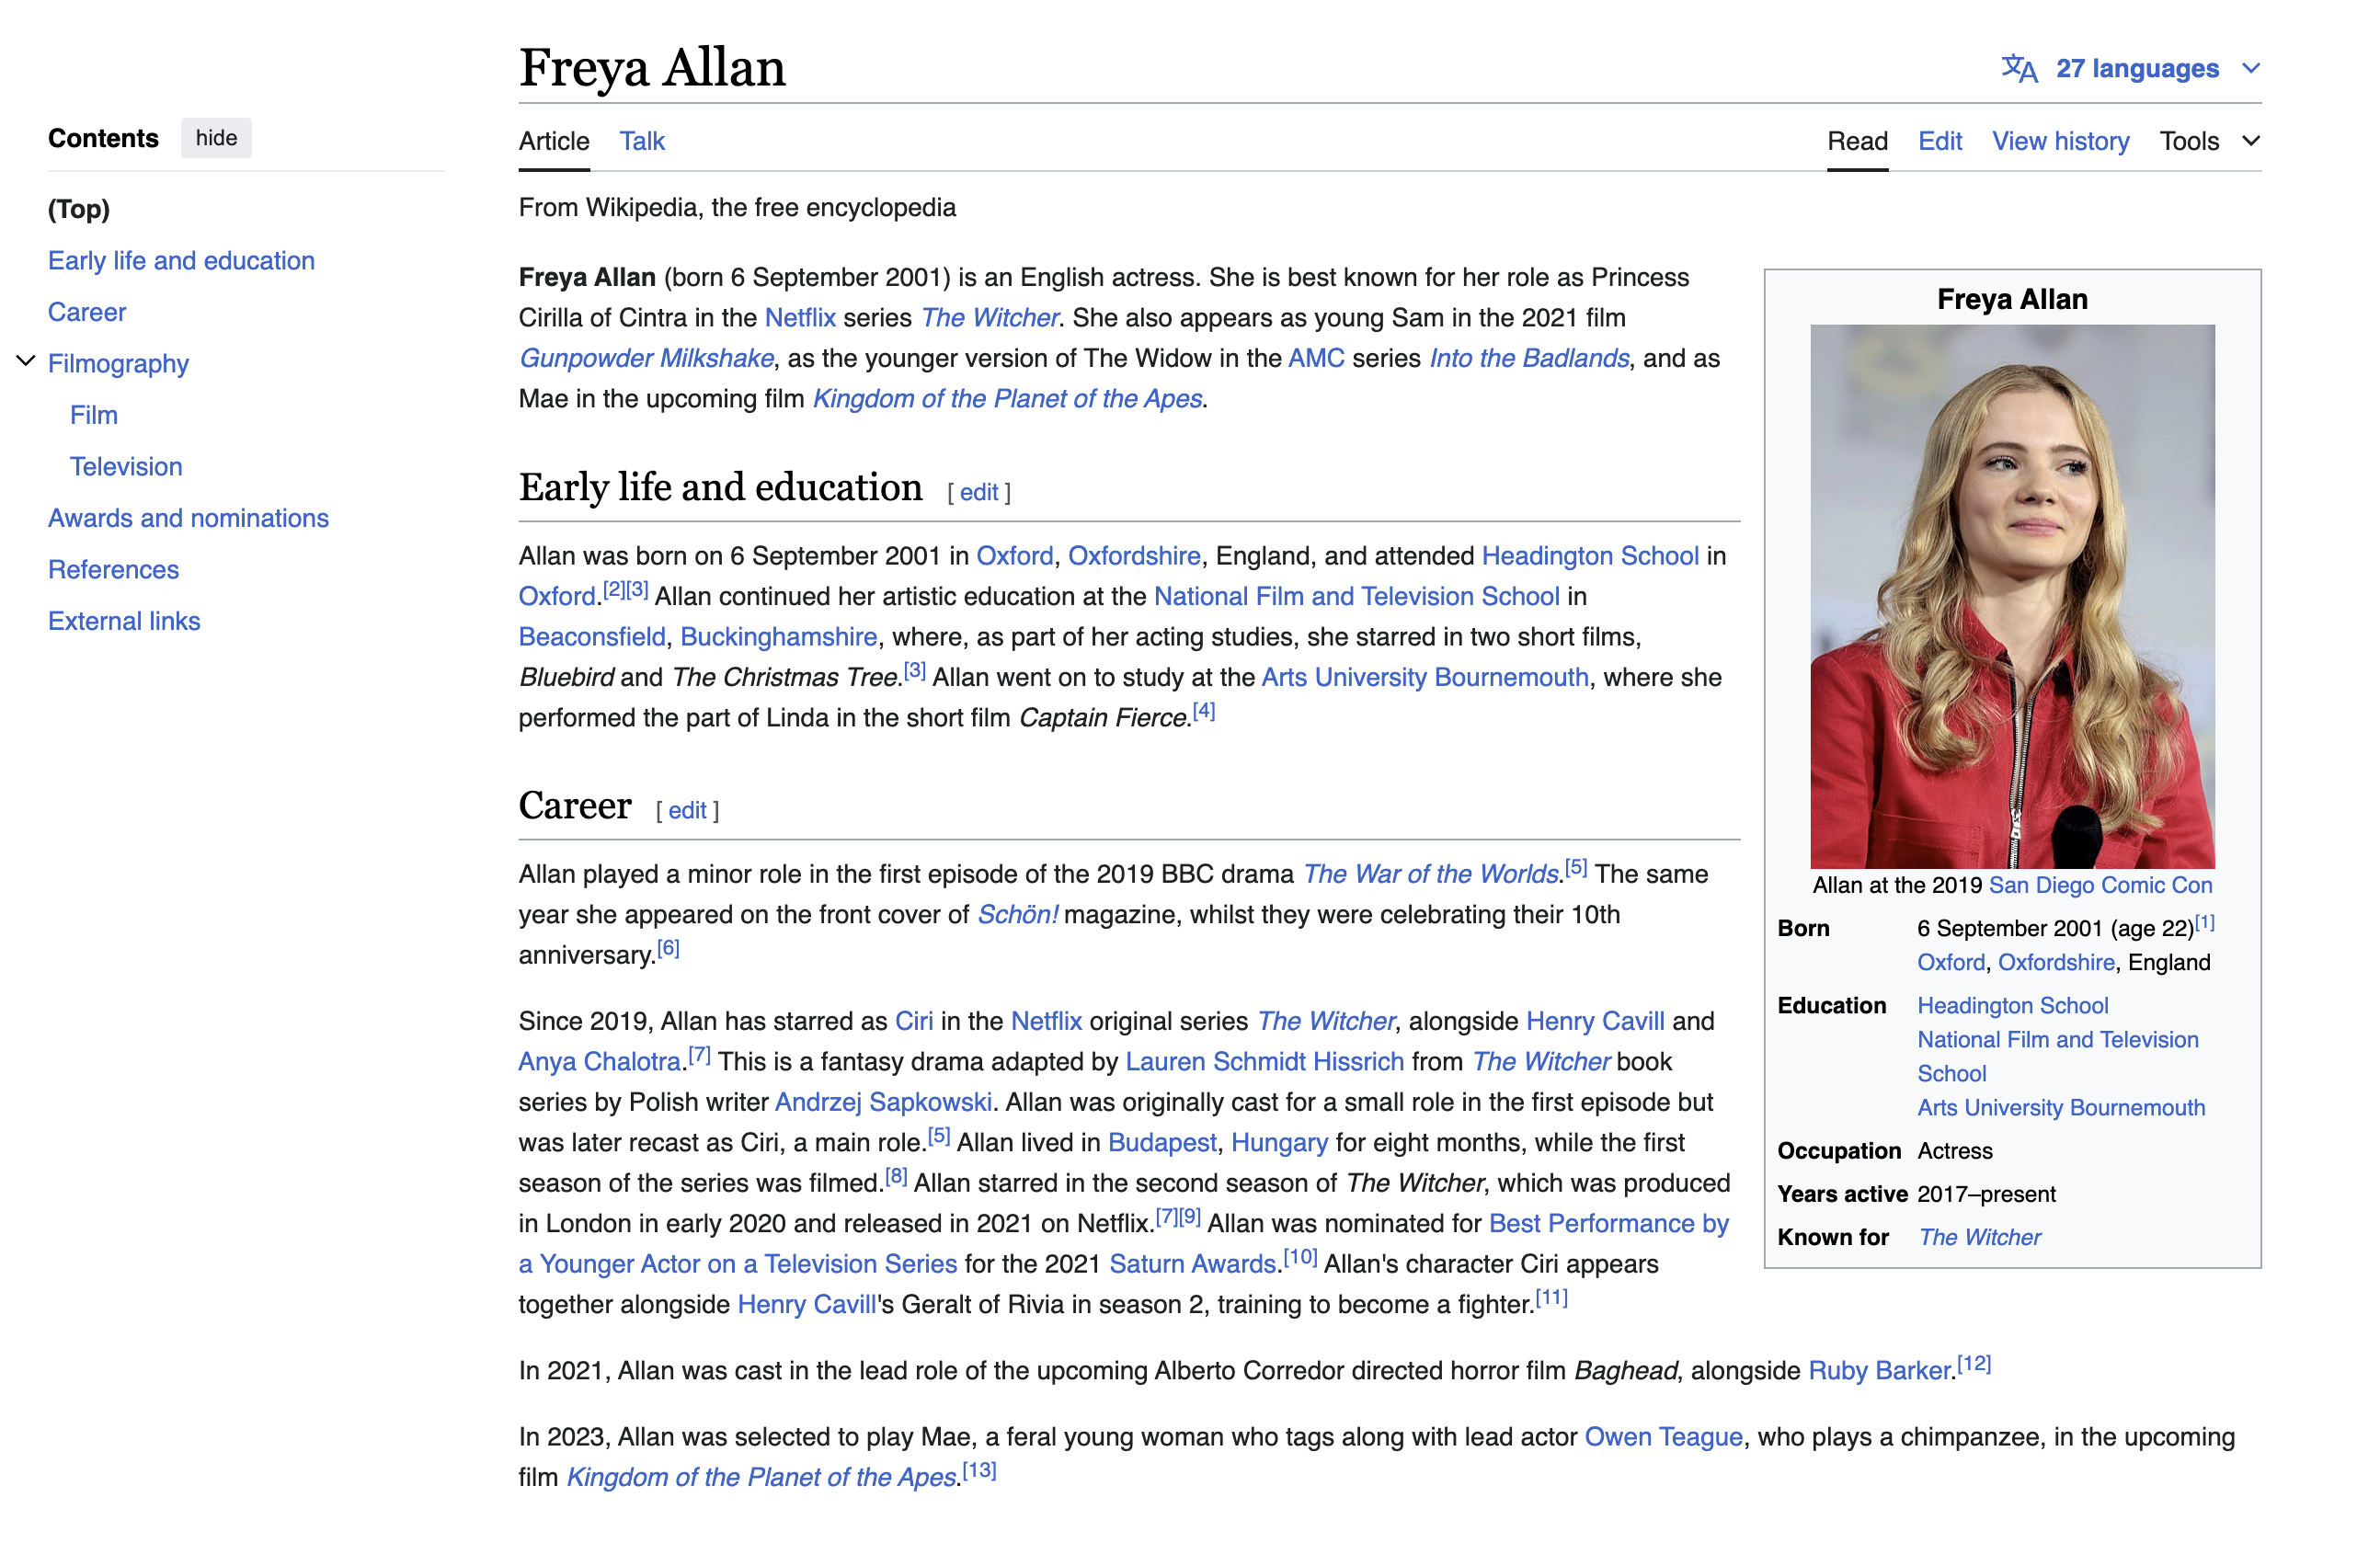 Freya Allan
27 languages
Contents hide
Article Talk
Read Edit View history Tools
(Top)
Early life and education
Career
Filmography
Film
Television
Awards and nominations
References
External links
From Wikipedia, the free encyclopedia
Freya Allan (born 6 September 2001) is an English actress. She is best known for her role as Princess
Cirilla of Cintra in the Netflix series The Witcher. She also appears as young Sam in the 2021 film
Gunpowder Milkshake, as the younger version of The Widow in the AMC series Into the Badlands, and as
Mae in the upcoming film Kingdom of the Planet of the Apes.
Early life and education [ edit ]
Allan was born on 6 September 2001 in Oxford, Oxfordshire, England, and attended Headington School in
Oxford.[2][3] Allan continued her artistic education at the National Film and Television School in
Beaconsfield, Buckinghamshire, where, as part of her acting studies, she starred in two short films,
Bluebird and The Christmas Tree.[3] Allan went on to study at the Arts University Bournemouth, where she
performed the part of Linda in the short film Captain Fierce.[4]
Career [ edit ]
Allan played a minor role in the first episode of the 2019 BBC drama The War of the Worlds.[5] The same
year she appeared on the front cover of Schön! magazine, whilst they were celebrating their 10th
anniversary.[6]
Since 2019, Allan has starred as Ciri in the Netflix original series The Witcher, alongside Henry Cavill and
Anya Chalotra.[7] This is a fantasy drama adapted by Lauren Schmidt Hissrich from The Witcher book
series by Polish writer Andrzej Sapkowski. Allan was originally cast for a small role in the first episode but
was later recast as Ciri, a main role.[5] Allan lived in Budapest, Hungary for eight months, while the first
season of the series was filmed.[8] Allan starred in the second season of The Witcher, which was produced
in London in early 2020 and released in 2021 on Netflix.[7][9] Allan was nominated for Best Performance by
a Younger Actor on a Television Series for the 2021 Saturn Awards.[10] Allan's character Ciri appears
together alongside Henry Cavill's Geralt of Rivia in season 2, training to become a fighter.[11]
In 2021, Allan was cast in the lead role of the upcoming Alberto Corredor directed horror film Baghead, alongside Ruby Barker.[12]
In 2023, Allan was selected to play Mae, a feral young woman who tags along with lead actor Owen Teague, who plays a chimpanzee, in the upcoming
film Kingdom of the Planet of the Apes.[13]
Freya Allan
Allan at the 2019 San Diego Comic Con
Born 6 September 2001 (age 22)[1]
Oxford, Oxfordshire, England
Education Headington School
National Film and Television
School
Arts University Bournemouth
Occupation Actress
Years active 2017–present
Known for The Witcher